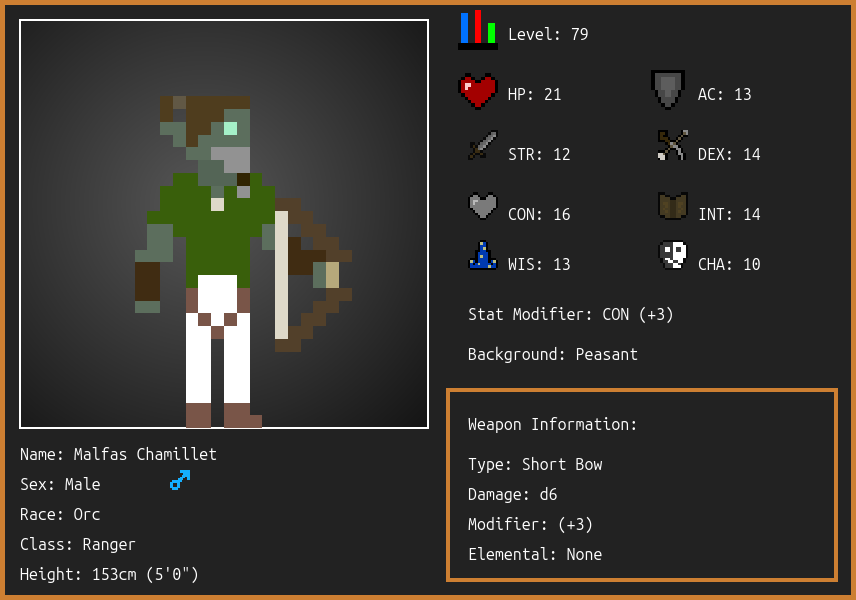 Level: 79
HP: 21
AC: 13
STR: 12
DEX: 14
CON: 16
INT: 14
WIS: 13
CHA: 10
Stat Modifier: CON (+3)
Background: Peasant
Weapon Information:
Type: Short Bow
Damage: d6
Modifier: (+3)
Elemental: None
Name: Malfas Chamillet
Sex: Male
Race: Orc
Class: Ranger
Height: 153cm (5'0")